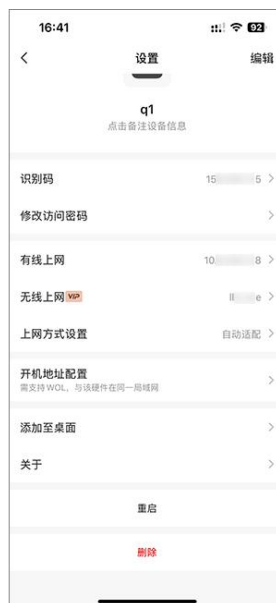 16:41
92
设置
编辑
q1
点击备注设备信息
识别码
15 5
修改访问密码
有线上网
10 8
无线上网 VIP
ll e
上网方式设置
自动适配
开机地址配置
需支持WOL、与该硬件在同一局域网
添加至桌面
关于
重启
删除